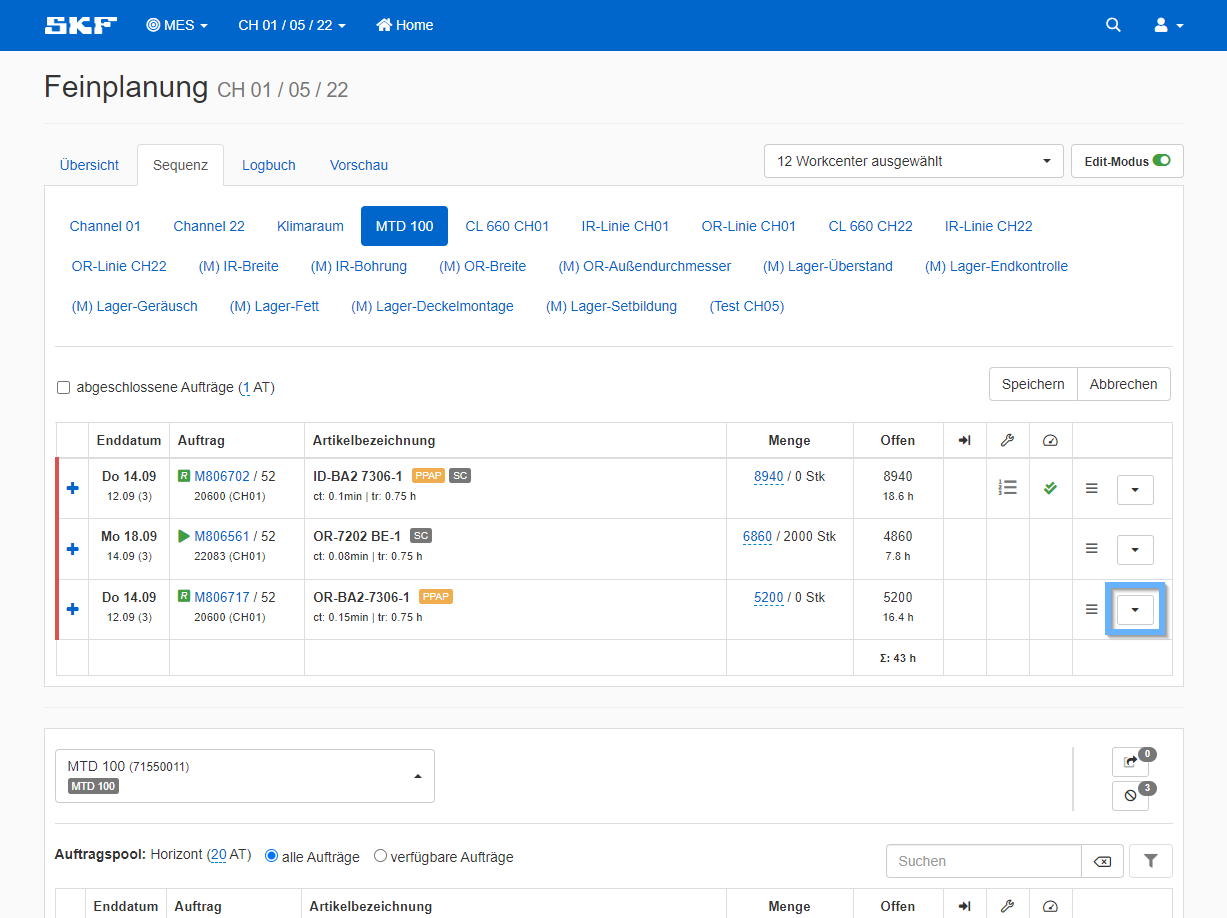 SKF MES CH 01 / 05 / 22 Home
Feinplanung CH 01 / 05 / 22
Übersicht Sequenz Logbuch Vorschau 12 Workcenter ausgewählt Edit-Modus
Channel 01 Channel 22 Klimaraum MTD 100 CL 660 CH01 IR-Linie CH01 OR-Linie CH01 CL 660 CH22 IR-Linie CH22
OR-Linie CH22 (M) IR-Breite (M) IR-Bohrung (M) OR-Breite (M) OR-Außendurchmesser (M) Lager-Überstand (M) Lager-Endkontrolle
(M) Lager-Geräusch (M) Lager-Fett (M) Lager-Deckelmontage (M) Lager-Setbildung (Test CH05)
abgeschlossene Aufträge (1 AT) Speichern Abbrechen
Enddatum Auftrag Artikelbezeichnung Menge Offen
Do 14.09 R M806702 / 52 ID-BA2 7306-1 PPAP SC 8940 / 0 Stk 8940
12.09 (3) 20600 (CH01) ct: 0.1min | tr: 0.75 h 18.6 h
Mo 18.09 M806561 / 52 OR-7202 BE-1 SC 6860 / 2000 Stk 4860
14.09 (3) 22083 (CH01) ct: 0.08min | tr: 0.75 h 7.8 h
Do 14.09 R M806717 / 52 OR-BA2-7306-1 PPAP 5200 / 0 Stk 5200
12.09 (3) 20600 (CH01) ct: 0.15min | tr: 0.75 h 16.4 h
Σ: 43 h
MTD 100 (71550011) 0
MTD 100 3
Auftragspool: Horizont (20 AT) alle Aufträge verfügbare Aufträge Suchen
Enddatum Auftrag Artikelbezeichnung Menge Offen